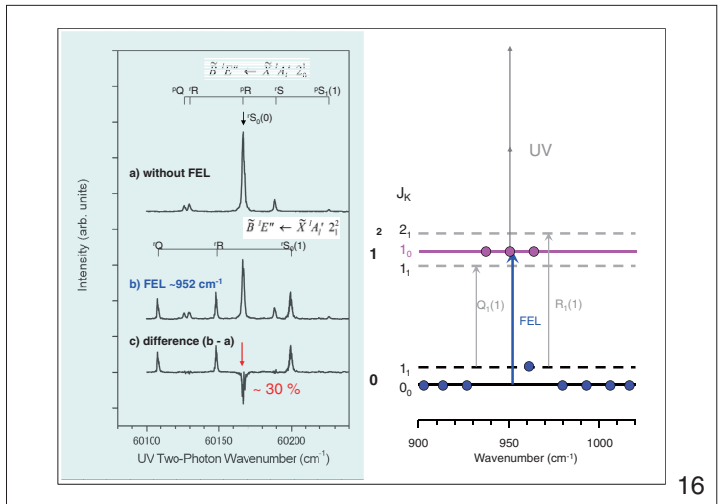 B̃ ¹E″ ← X̃ ¹A₁′ 2₀¹
ᵖQ ʳR ᵖR ʳS ᵖS₁(1)
ʳS₀(0)
a) without FEL
B̃ ¹E″ ← X̃ ¹A₁′ 2₁²
ʳQ ʳR ʳS₀(1)
b) FEL ~952 cm⁻¹
c) difference (b - a)
~ 30 %
Intensity (arb. units)
60100 60150 60200
UV Two-Photon Wavenumber (cm⁻¹)
UV
J_K
2
2₁
1
1₀
1₁
Q₁(1)
FEL
R₁(1)
0
1₁
0₀
900 950 1000
Wavenumber (cm⁻¹)
16